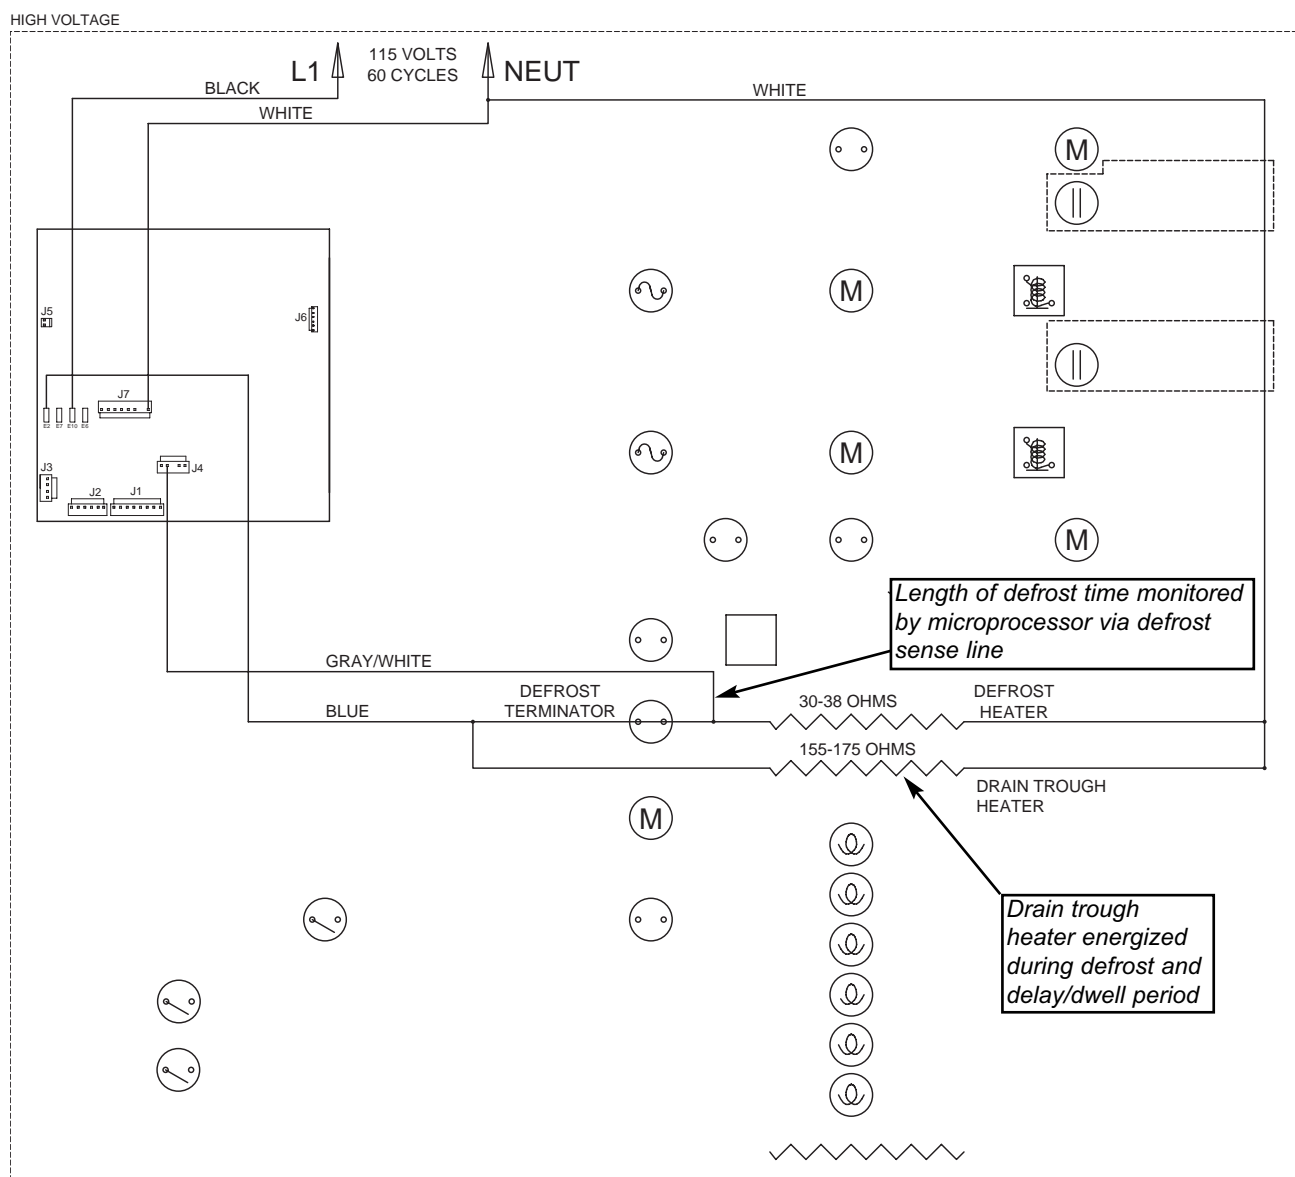 HIGH VOLTAGE
L1
115 VOLTS
60 CYCLES
NEUT
BLACK
WHITE
WHITE
M
J5
J6
M
J7
E2 E7 E10 E6
J4
J3
J2
J1
M
M
Length of defrost time monitored
by microprocessor via defrost
sense line
GRAY/WHITE
BLUE
DEFROST
TERMINATOR
30-38 OHMS
DEFROST
HEATER
155-175 OHMS
DRAIN TROUGH
HEATER
M
Drain trough
heater energized
during defrost and
delay/dwell period